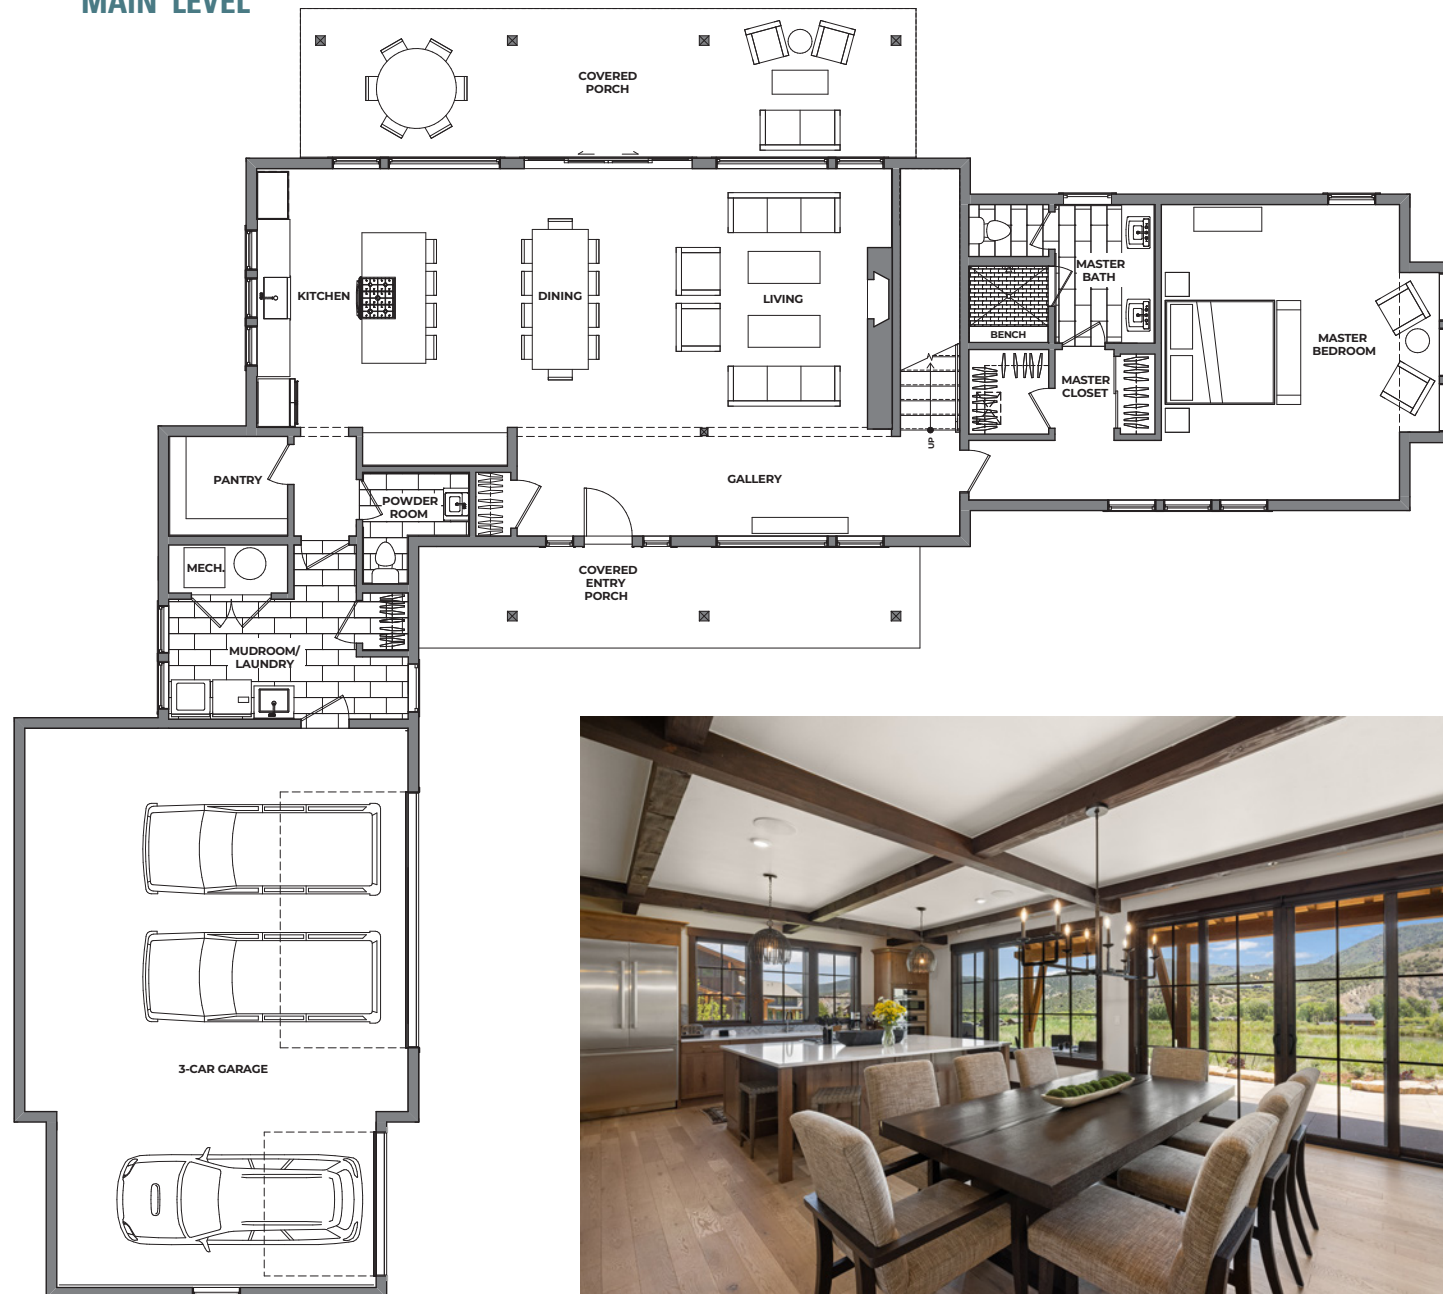 MAIN LEVEL
COVERED
PORCH
KITCHEN
DINING
LIVING
MASTER
BATH
BENCH
MASTER
CLOSET
MASTER
BEDROOM
UP
PANTRY
POWDER
ROOM
GALLERY
MECH.
COVERED
ENTRY
PORCH
MUDROOM/
LAUNDRY
3-CAR GARAGE